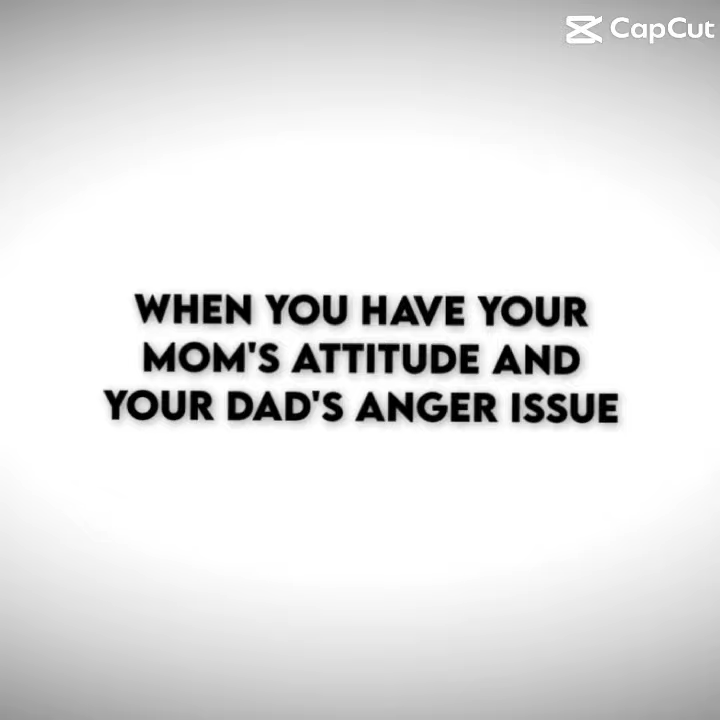 CapCut
WHEN YOU HAVE YOUR
MOM'S ATTITUDE AND
YOUR DAD'S ANGER ISSUE